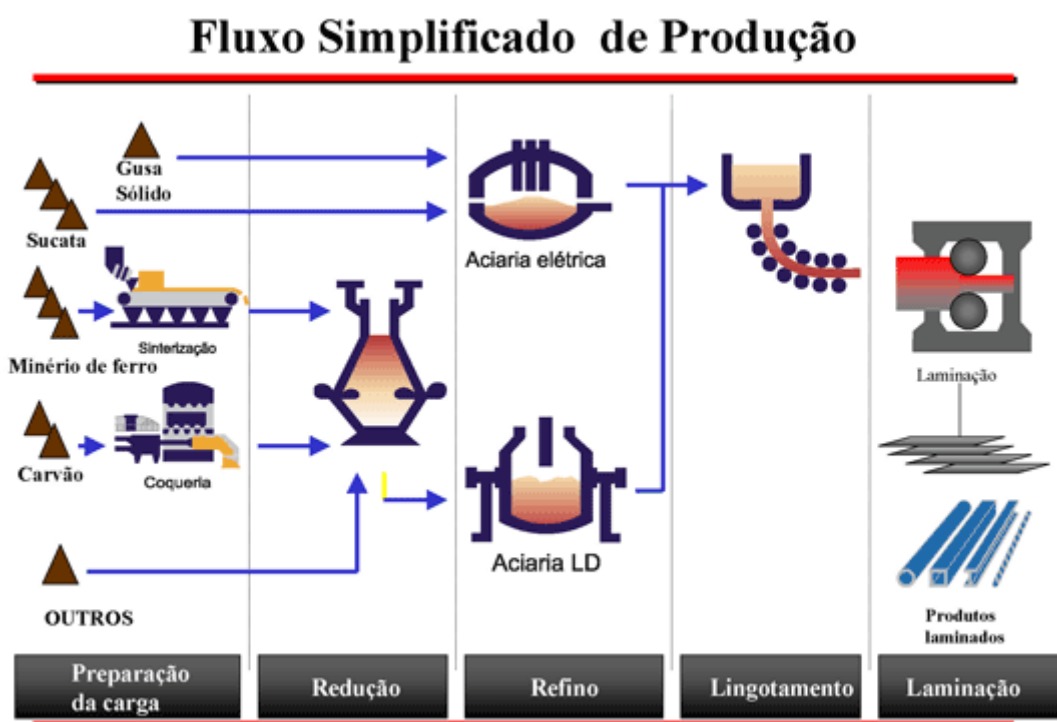 Fluxo Simplificado de Produção
Gusa
Sólido
Sucata
Aciaria elétrica
Sinterização
Minério de ferro
Laminação
Carvão
Coqueria
Aciaria LD
OUTROS
Produtos
laminados
Preparação
da carga
Redução
Refino
Lingotamento
Laminação